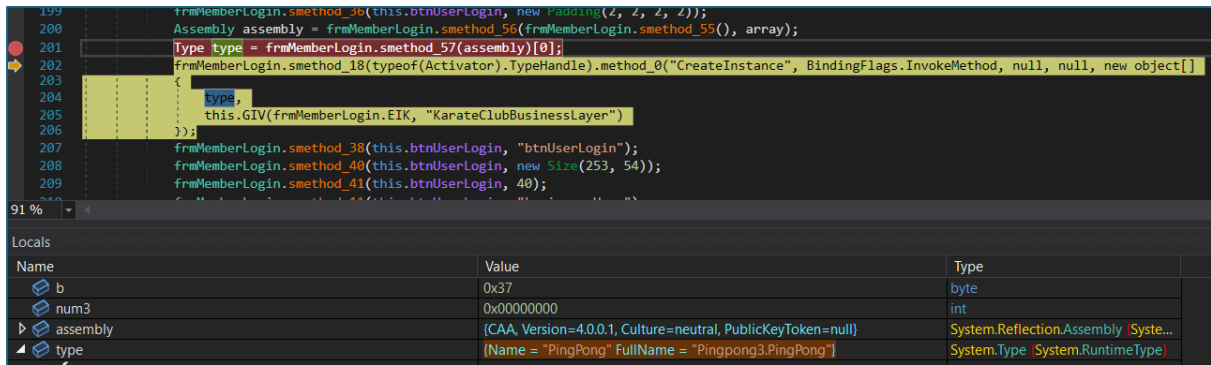 199 frmMemberLogin.smethod_36(this.btnUserLogin, new Padding(2, 2, 2, 2));
200 Assembly assembly = frmMemberLogin.smethod_56(frmMemberLogin.smethod_55(), array);
201 Type type = frmMemberLogin.smethod_57(assembly)[0];
202 frmMemberLogin.smethod_18(typeof(Activator).TypeHandle).method_0("CreateInstance", BindingFlags.InvokeMethod, null, null, new object[]
203 {
204 type,
205 this.GIV(frmMemberLogin.EIK, "KarateClubBusinessLayer")
206 });
207 frmMemberLogin.smethod_38(this.btnUserLogin, "btnUserLogin");
208 frmMemberLogin.smethod_40(this.btnUserLogin, new Size(253, 54));
209 frmMemberLogin.smethod_41(this.btnUserLogin, 40);
91 %
Locals
Name Value Type
b 0x37 byte
num3 0x00000000 int
assembly {CAA, Version=4.0.0.1, Culture=neutral, PublicKeyToken=null} System.Reflection.Assembly {Syste...
type {Name = "PingPong" FullName = "Pingpong3.PingPong"} System.Type {System.RuntimeType}